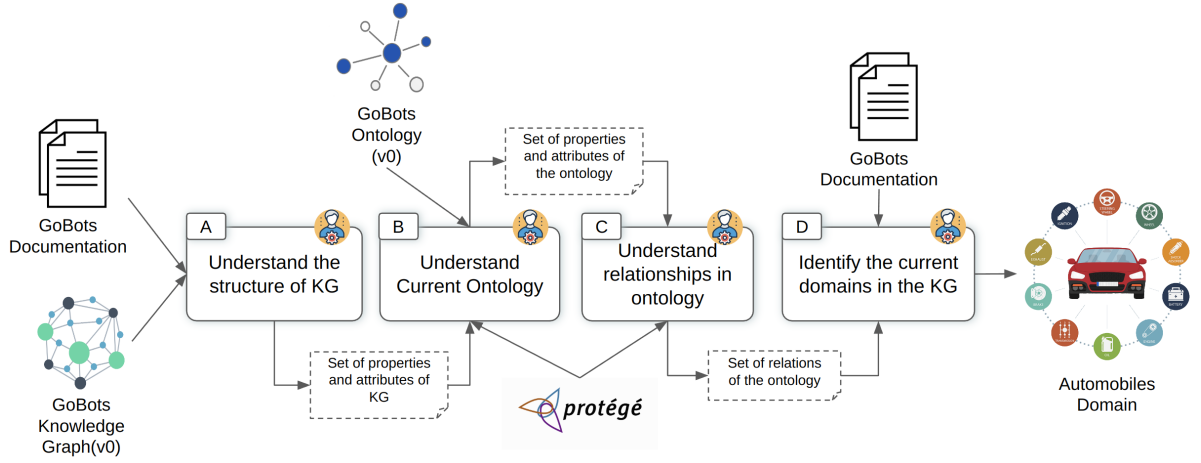 GoBots
Documentation
GoBots
Knowledge
Graph(v0)
A
Understand the
structure of KG
Set of properties
and attributes of
KG
GoBots
Ontology
(v0)
B
Understand
Current Ontology
Set of properties
and attributes of
the ontology
protégé
C
Understand
relationships in
ontology
Set of relations
of the ontology
GoBots
Documentation
D
Identify the current
domains in the KG
BATTERY
Automobiles
Domain